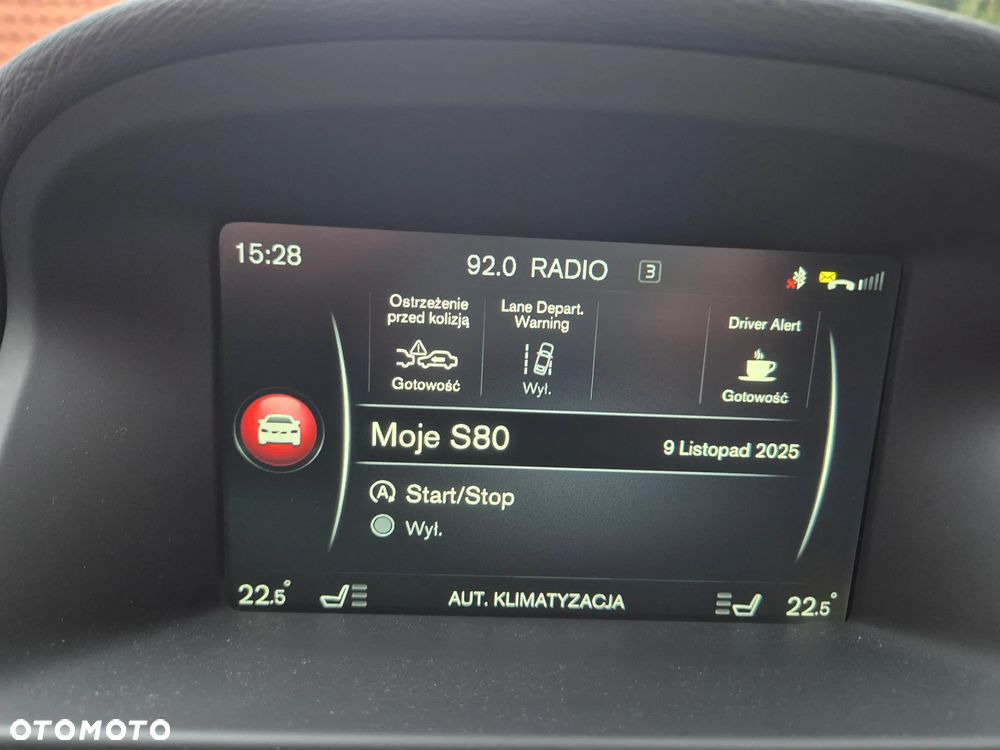 15:28
92.0 RADIO 3
Ostrzeżenie
przed kolizją
Gotowość
Lane Depart.
Warning
Wył.
Driver Alert
Gotowość
Moje S80
9 Listopad 2025
A Start/Stop
Wył.
22.5° AUT. KLIMATYZACJA 22.5°
OTOMOTO